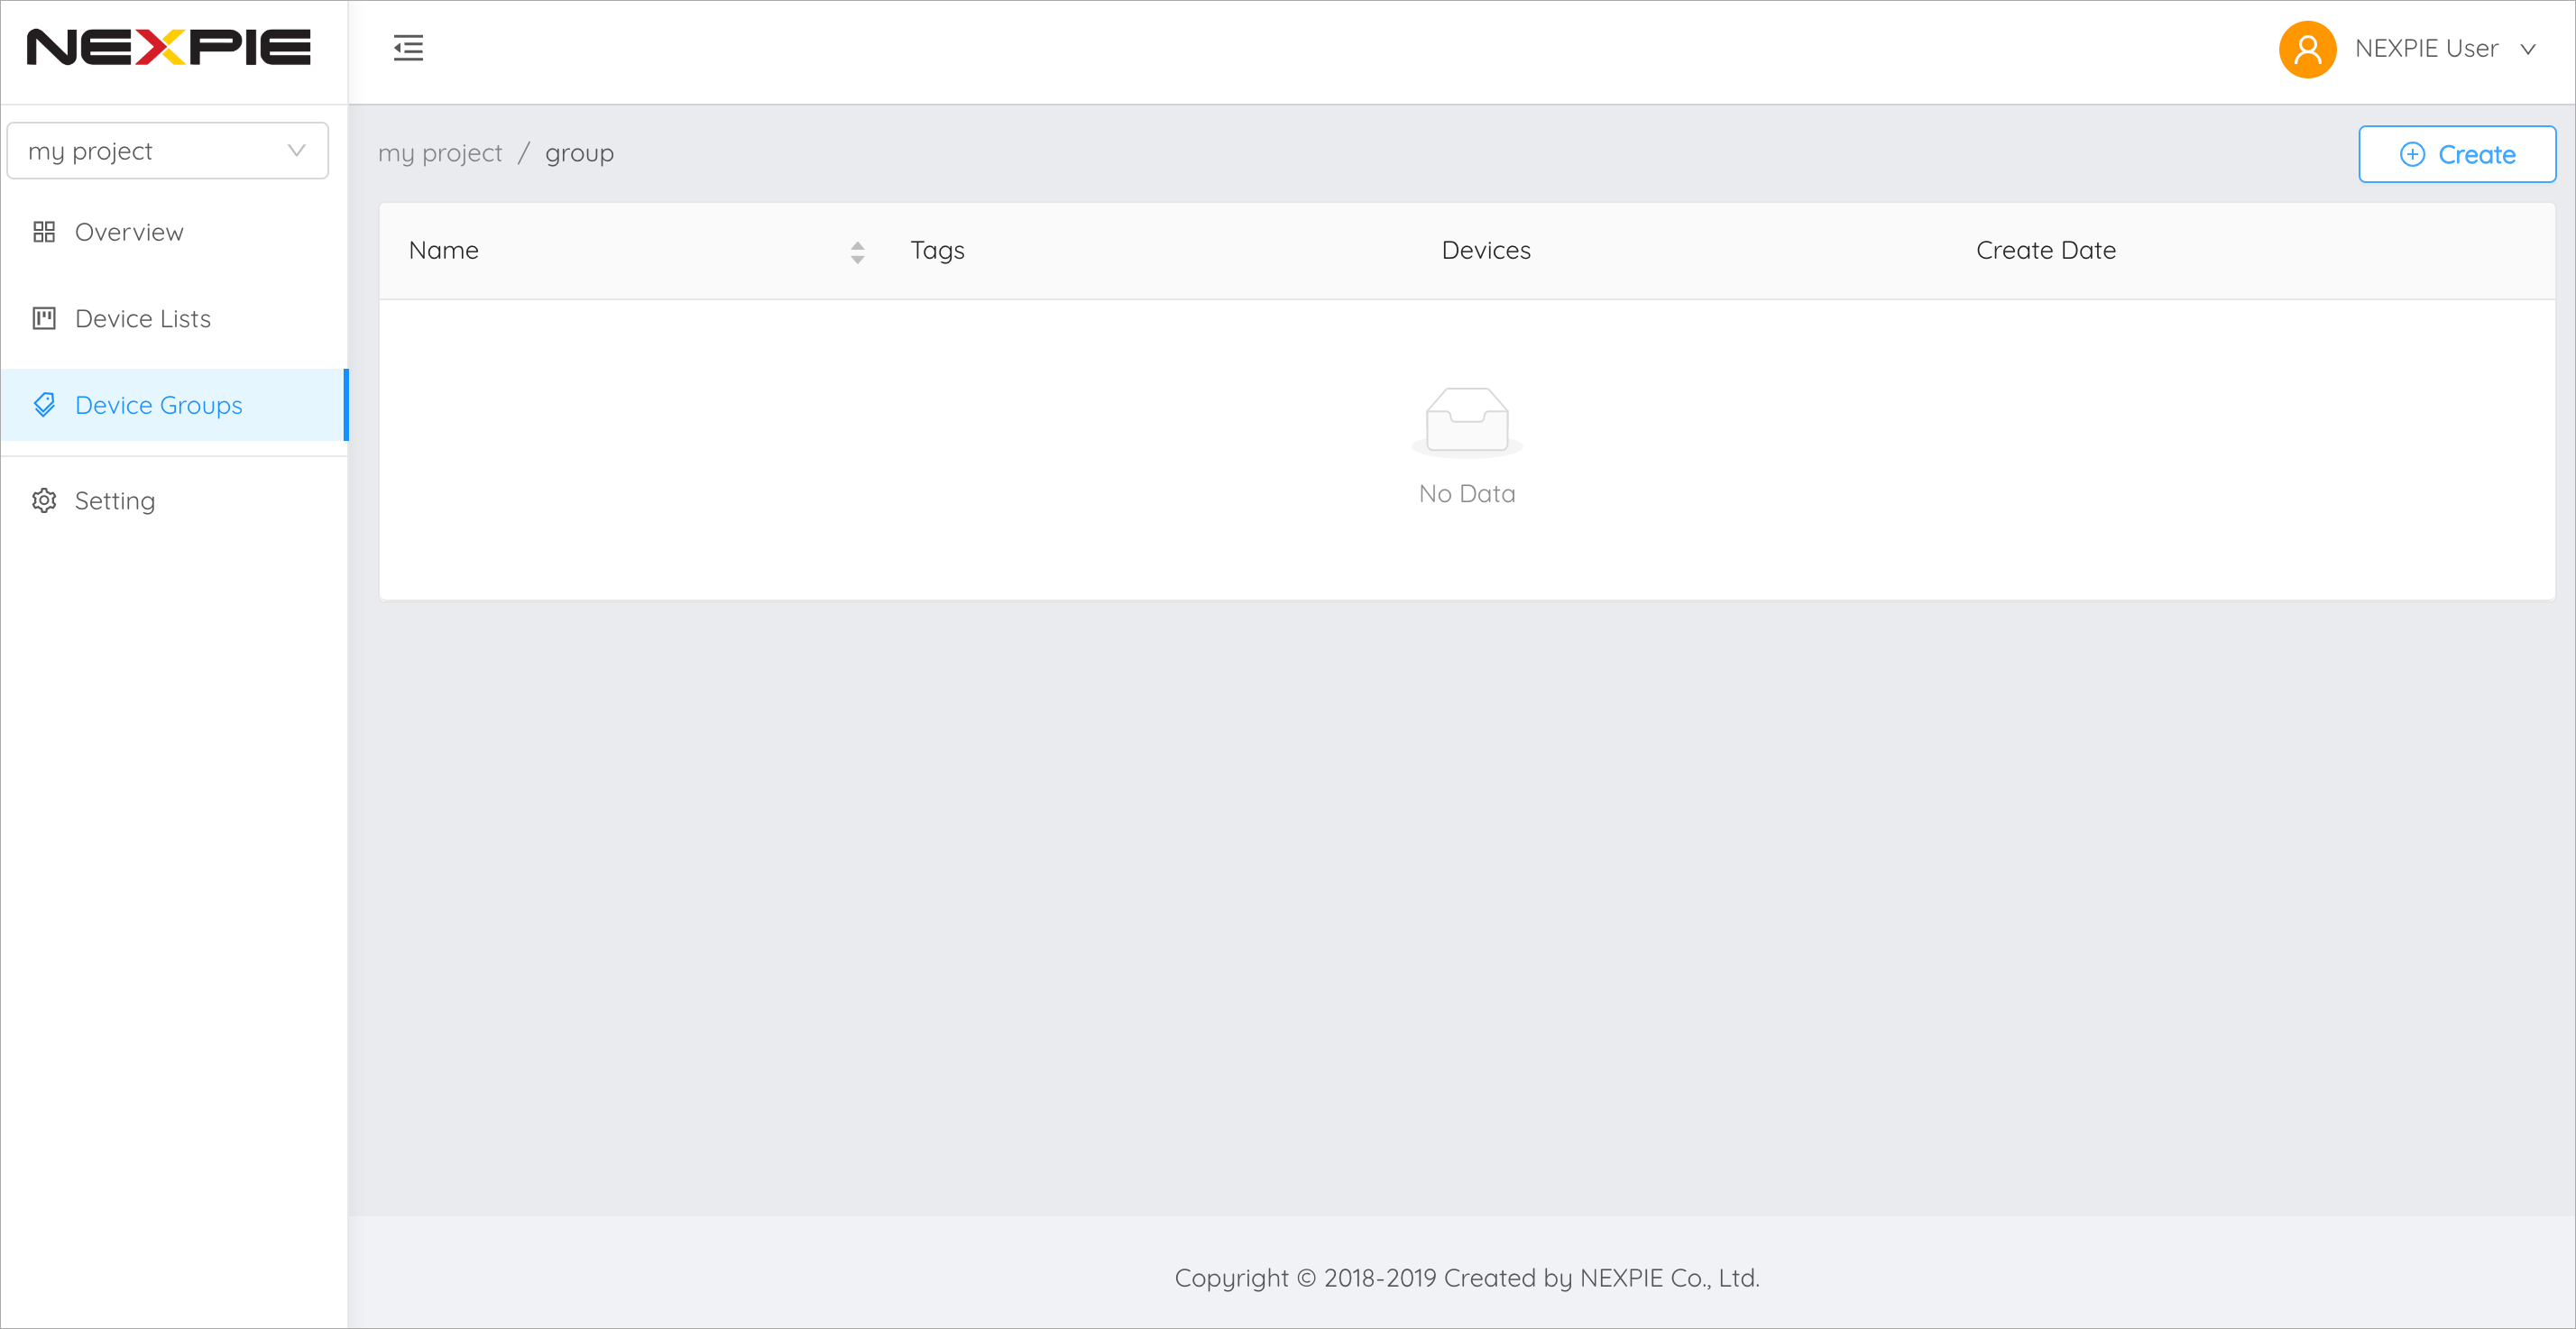 NEXPIE
NEXPIE User
my project
my project / group
Create
Overview
Device Lists
Device Groups
Setting
Name Tags Devices Create Date
No Data
Copyright © 2018-2019 Created by NEXPIE Co., Ltd.